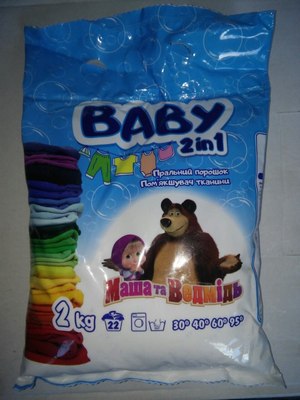 BABY
2in1
Пральний порошок
Пом'якшувач тканини
Маша та Ведмідь
2 kg
22
30° 40° 60° 95°